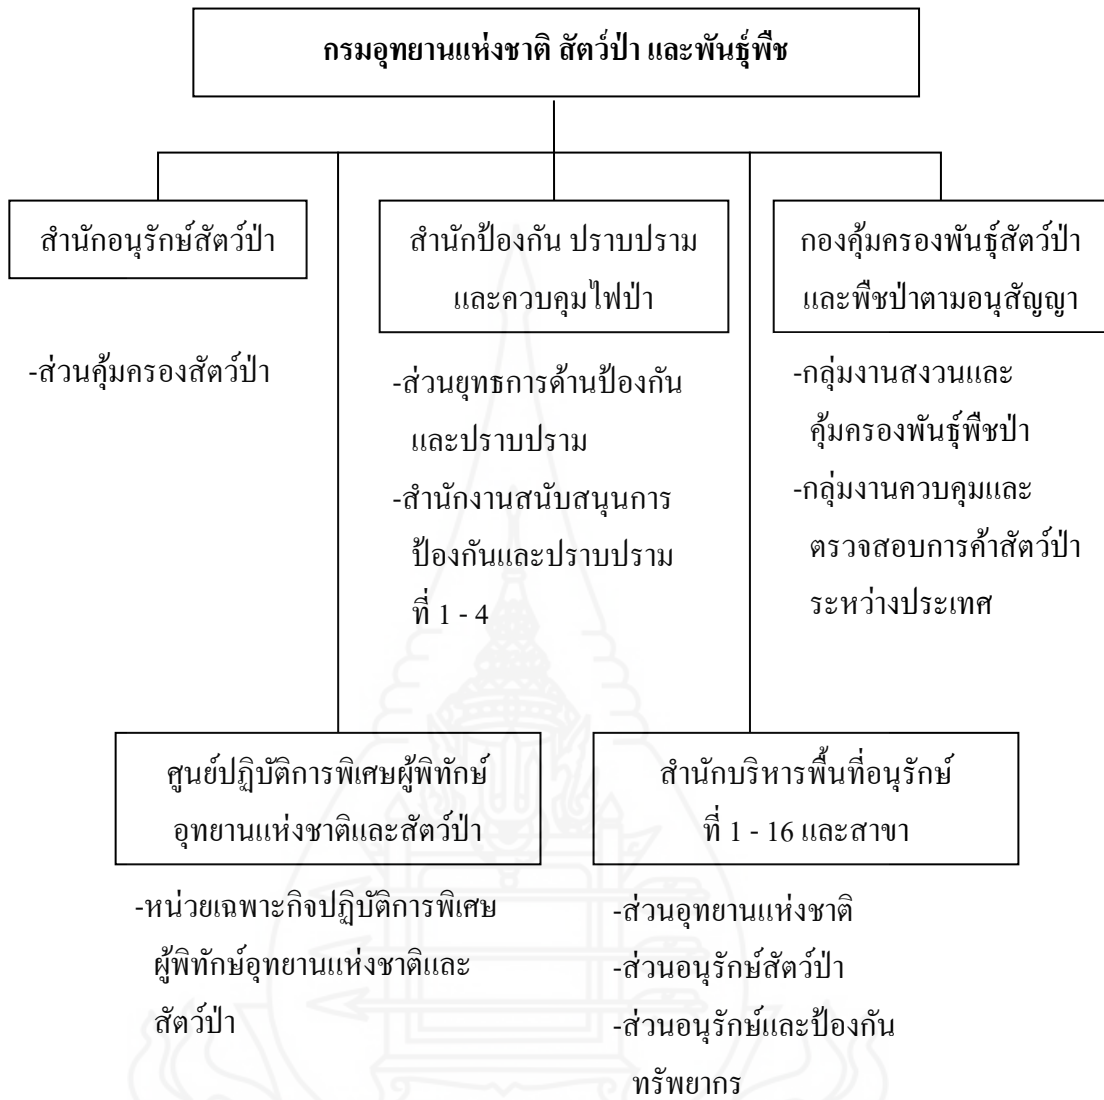 กรมอุทยานแห่งชาติ สัตว์ป่า และพันธุ์พืช
สำนักอนุรักษ์สัตว์ป่า
-ส่วนคุ้มครองสัตว์ป่า
สำนักป้องกัน ปราบปราม
และควบคุมไฟป่า
-ส่วนยุทธการด้านป้องกัน
และปราบปราม
-สำนักงานสนับสนุนการ
ป้องกันและปราบปราม
ที่ 1 - 4
กองคุ้มครองพันธุ์สัตว์ป่า
และพืชป่าตามอนุสัญญา
-กลุ่มงานสงวนและ
คุ้มครองพันธุ์พืชป่า
-กลุ่มงานควบคุมและ
ตรวจสอบการค้าสัตว์ป่า
ระหว่างประเทศ
ศูนย์ปฏิบัติการพิเศษผู้พิทักษ์
อุทยานแห่งชาติและสัตว์ป่า
-หน่วยเฉพาะกิจปฏิบัติการพิเศษ
ผู้พิทักษ์อุทยานแห่งชาติและ
สัตว์ป่า
สำนักบริหารพื้นที่อนุรักษ์
ที่ 1 - 16 และสาขา
-ส่วนอุทยานแห่งชาติ
-ส่วนอนุรักษ์สัตว์ป่า
-ส่วนอนุรักษ์และป้องกัน
ทรัพยากร